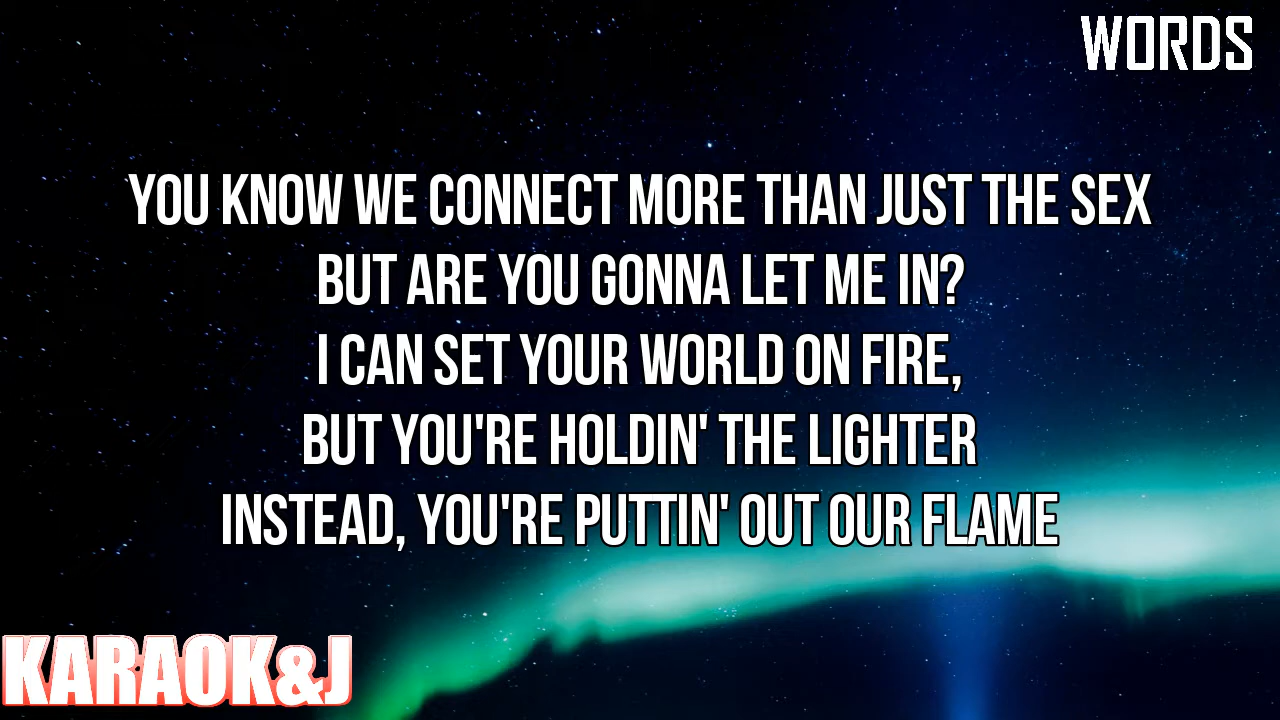 WORDS
YOU KNOW WE CONNECT MORE THAN JUST THE SEX
BUT ARE YOU GONNA LET ME IN?
I CAN SET YOUR WORLD ON FIRE,
BUT YOU'RE HOLDIN' THE LIGHTER
INSTEAD, YOU'RE PUTTIN' OUT OUR FLAME
KARAOK&J